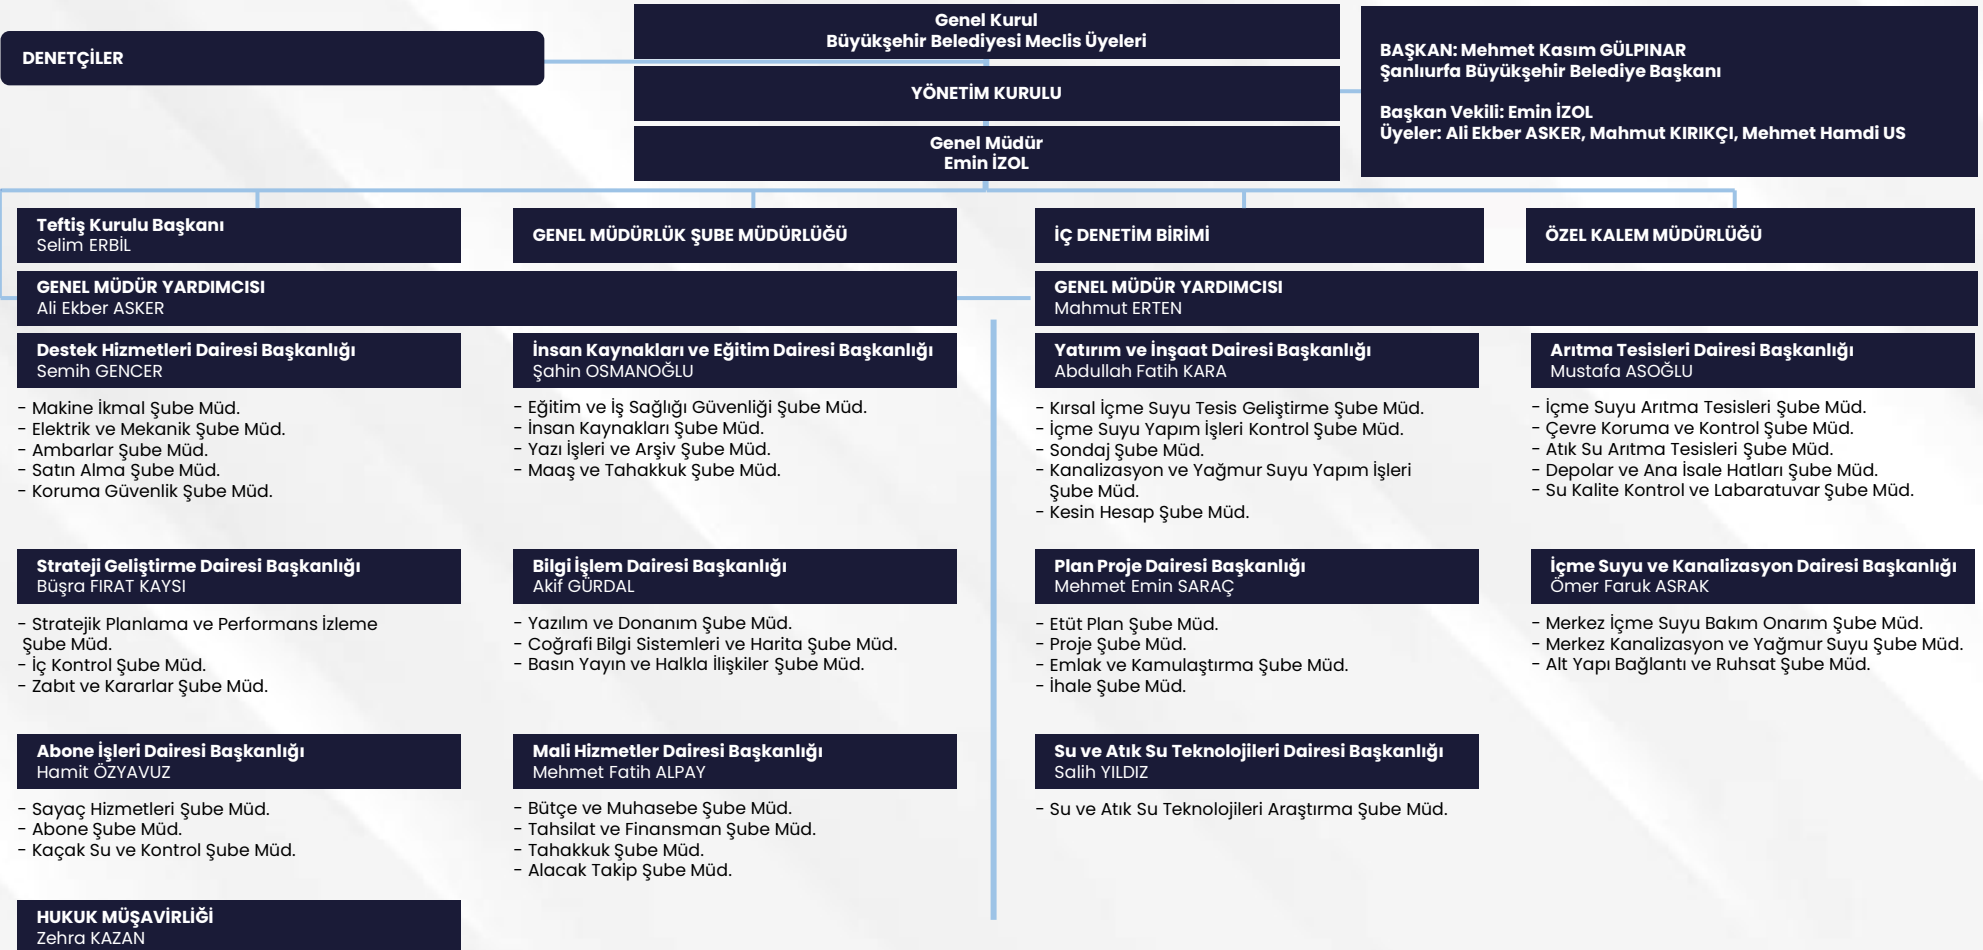 Genel Kurul
Büyükşehir Belediyesi Meclis Üyeleri
DENETÇİLER
YÖNETİM KURULU
BAŞKAN: Mehmet Kasım GÜLPINAR
Şanlıurfa Büyükşehir Belediye Başkanı
Başkan Vekili: Emin İZOL
Üyeler: Ali Ekber ASKER, Mahmut KIRIKÇI, Mehmet Hamdi US
Genel Müdür
Emin İZOL
Teftiş Kurulu Başkanı
Selim ERBİL
GENEL MÜDÜRLÜK ŞUBE MÜDÜRLÜĞÜ
İÇ DENETİM BİRİMİ
ÖZEL KALEM MÜDÜRLÜĞÜ
GENEL MÜDÜR YARDIMCISI
Ali Ekber ASKER
Destek Hizmetleri Dairesi Başkanlığı
Semih GENCER
- Makine İkmal Şube Müd.
- Elektrik ve Mekanik Şube Müd.
- Ambarlar Şube Müd.
- Satın Alma Şube Müd.
- Koruma Güvenlik Şube Müd.
İnsan Kaynakları ve Eğitim Dairesi Başkanlığı
Şahin OSMANOĞLU
- Eğitim ve İş Sağlığı Güvenliği Şube Müd.
- İnsan Kaynakları Şube Müd.
- Yazı İşleri ve Arşiv Şube Müd.
- Maaş ve Tahakkuk Şube Müd.
Strateji Geliştirme Dairesi Başkanlığı
Büşra FIRAT KAYSI
- Stratejik Planlama ve Performans İzleme
Şube Müd.
- İç Kontrol Şube Müd.
- Zabıt ve Kararlar Şube Müd.
Bilgi İşlem Dairesi Başkanlığı
Akif GÜRDAL
- Yazılım ve Donanım Şube Müd.
- Coğrafi Bilgi Sistemleri ve Harita Şube Müd.
- Basın Yayın ve Halkla İlişkiler Şube Müd.
Abone İşleri Dairesi Başkanlığı
Hamit ÖZYAVUZ
- Sayaç Hizmetleri Şube Müd.
- Abone Şube Müd.
- Kaçak Su ve Kontrol Şube Müd.
Mali Hizmetler Dairesi Başkanlığı
Mehmet Fatih ALPAY
- Bütçe ve Muhasebe Şube Müd.
- Tahsilat ve Finansman Şube Müd.
- Tahakkuk Şube Müd.
- Alacak Takip Şube Müd.
HUKUK MÜŞAVİRLİĞİ
Zehra KAZAN
GENEL MÜDÜR YARDIMCISI
Mahmut ERTEN
Yatırım ve İnşaat Dairesi Başkanlığı
Abdullah Fatih KARA
- Kırsal İçme Suyu Tesis Geliştirme Şube Müd.
- İçme Suyu Yapım İşleri Kontrol Şube Müd.
- Sondaj Şube Müd.
- Kanalizasyon ve Yağmur Suyu Yapım İşleri
Şube Müd.
- Kesin Hesap Şube Müd.
Arıtma Tesisleri Dairesi Başkanlığı
Mustafa ASOĞLU
- İçme Suyu Arıtma Tesisleri Şube Müd.
- Çevre Koruma ve Kontrol Şube Müd.
- Atık Su Arıtma Tesisleri Şube Müd.
- Depolar ve Ana İsale Hatları Şube Müd.
- Su Kalite Kontrol ve Labaratuvar Şube Müd.
Plan Proje Dairesi Başkanlığı
Mehmet Emin SARAÇ
- Etüt Plan Şube Müd.
- Proje Şube Müd.
- Emlak ve Kamulaştırma Şube Müd.
- İhale Şube Müd.
İçme Suyu ve Kanalizasyon Dairesi Başkanlığı
Ömer Faruk ASRAK
- Merkez İçme Suyu Bakım Onarım Şube Müd.
- Merkez Kanalizasyon ve Yağmur Suyu Şube Müd.
- Alt Yapı Bağlantı ve Ruhsat Şube Müd.
Su ve Atık Su Teknolojileri Dairesi Başkanlığı
Salih YILDIZ
- Su ve Atık Su Teknolojileri Araştırma Şube Müd.